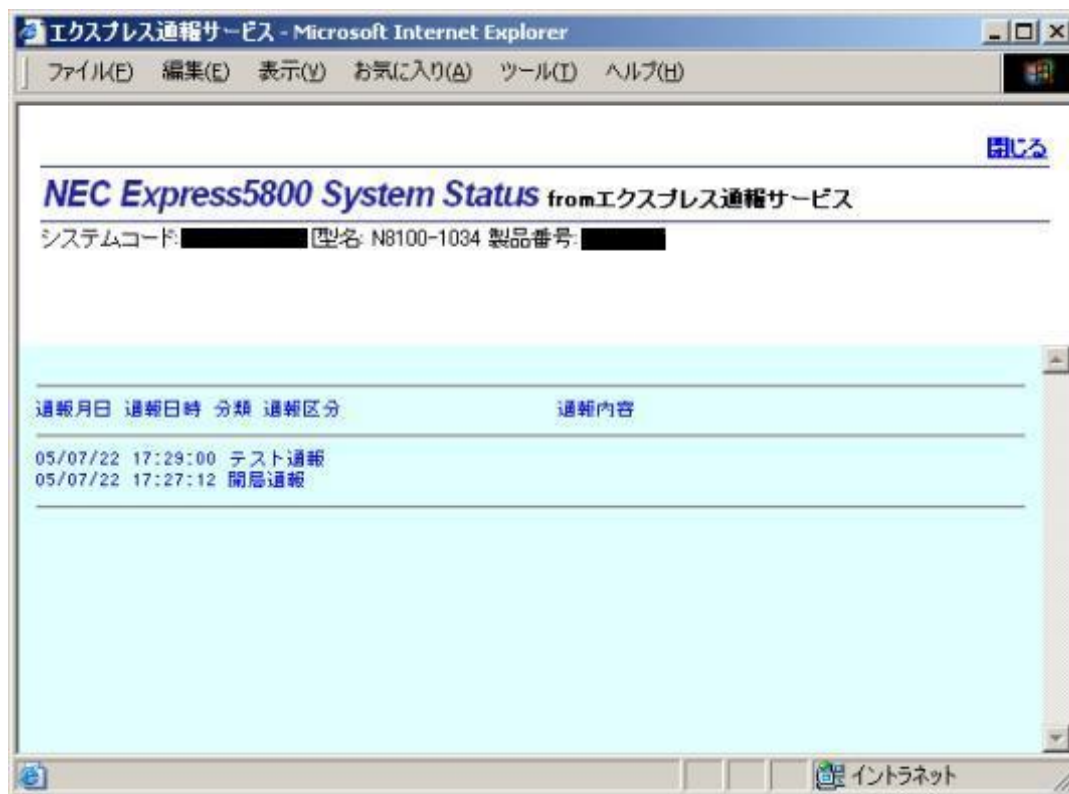 エクスプレス通報サービス - Microsoft Internet Explorer
ファイル(F) 編集(E) 表示(V) お気に入り(A) ツール(T) ヘルプ(H)
閉じる
NEC Express5800 System Status fromエクスプレス通報サービス
システムコード: 型名: N8100-1034 製品番号:
通報月日 通報日時 分類 通報区分 通報内容
05/07/22 17:29:00 テスト通報
05/07/22 17:27:12 開局通報
イントラネット